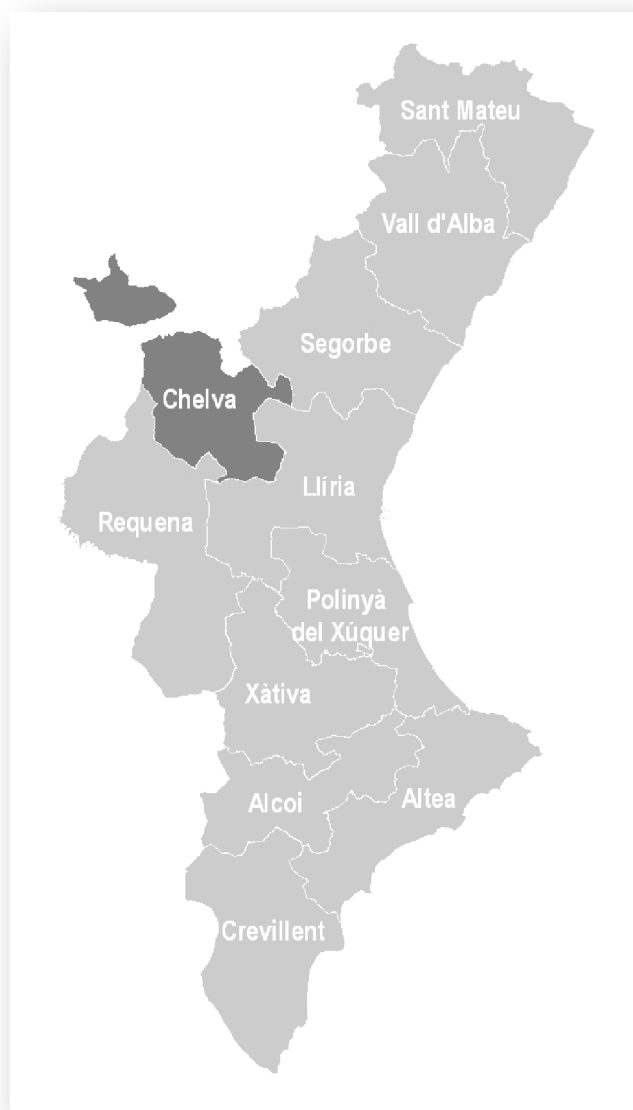 Sant Mateu
Vall d'Alba
Segorbe
Chelva
Llíria
Requena
Polinyà
del Xúquer
Xàtiva
Alcoi
Altea
Crevillent